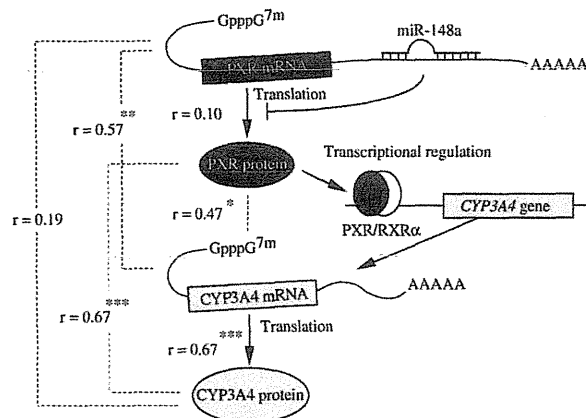 GpppG7m
miR-148a
PXR mRNA
AAAAA
Translation
r = 0.10
r = 0.57**
PXR protein
Transcriptional regulation
r = 0.19
r = 0.47*
CYP3A4 gene
PXR/RXRα
GpppG7m
AAAAA
CYP3A4 mRNA
r = 0.67***
Translation
r = 0.67***
CYP3A4 protein